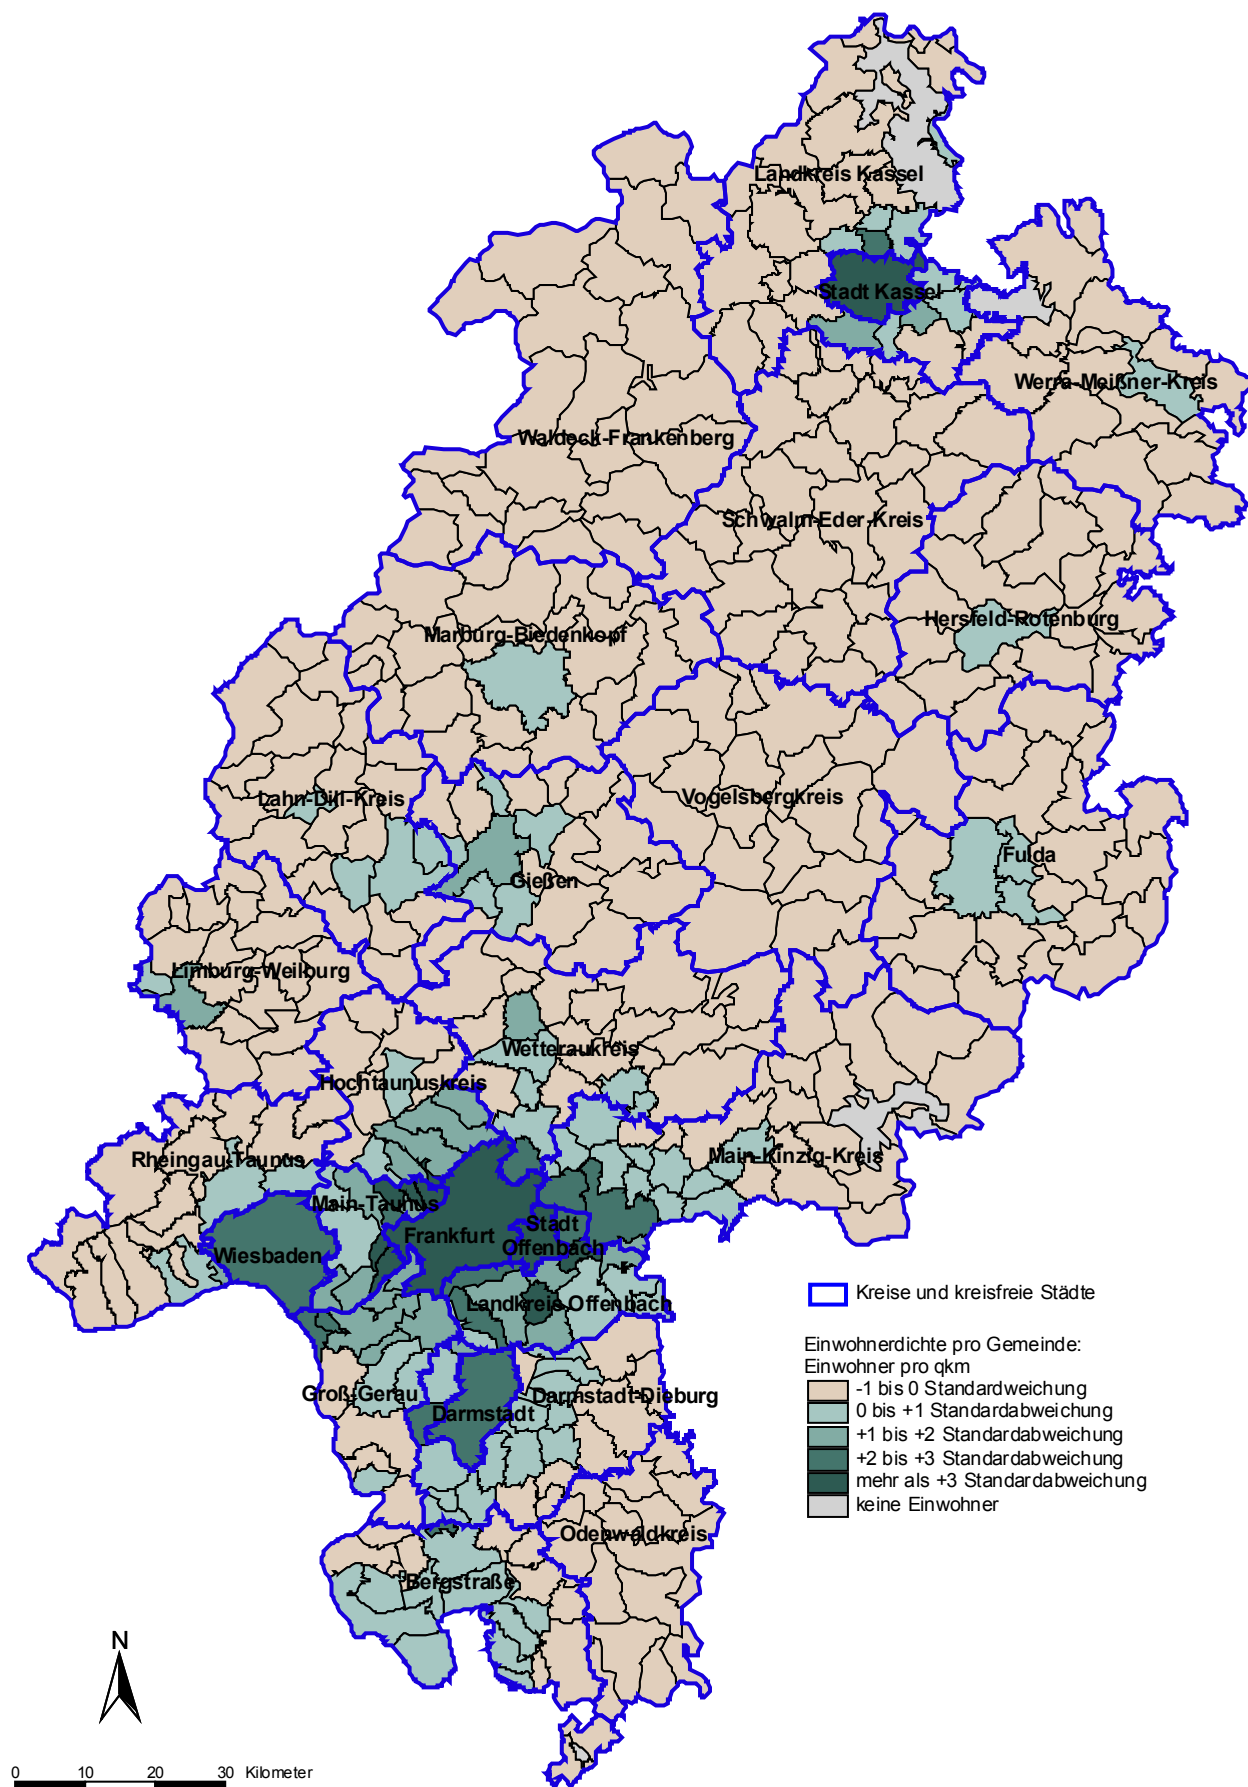 Landkreis Kassel
Stadt Kassel
Werra-Meißner-Kreis
Waldeck-Frankenberg
Schwalm-Eder-Kreis
Hersfeld-Rotenburg
Marburg-Biedenkopf
Lahn-Dill-Kreis
Vogelsbergkreis
Fulda
Gießen
Limburg-Weilburg
Wetteraukreis
Hochtaunuskreis
Main-Kinzig-Kreis
Rheingau-Taunus
Main-Taunus
Stadt
Offenbach
Frankfurt
Wiesbaden
Landkreis Offenbach
Groß-Gerau
Darmstadt-Dieburg
Darmstadt
Odenwaldkreis
Bergstraße
Kreise und kreisfreie Städte
Einwohnerdichte pro Gemeinde:
Einwohner pro qkm
-1 bis 0 Standardweichung
0 bis +1 Standardabweichung
+1 bis +2 Standardabweichung
+2 bis +3 Standardabweichung
mehr als +3 Standardabweichung
keine Einwohner
N
0 10 20 30 Kilometer